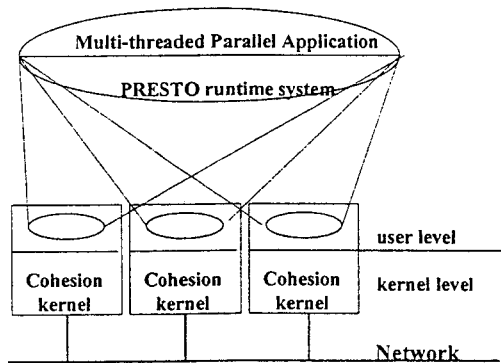 Multi-threaded Parallel Application
PRESTO runtime system
user level
Cohesion kernel
Cohesion kernel
Cohesion kernel
kernel level
Network